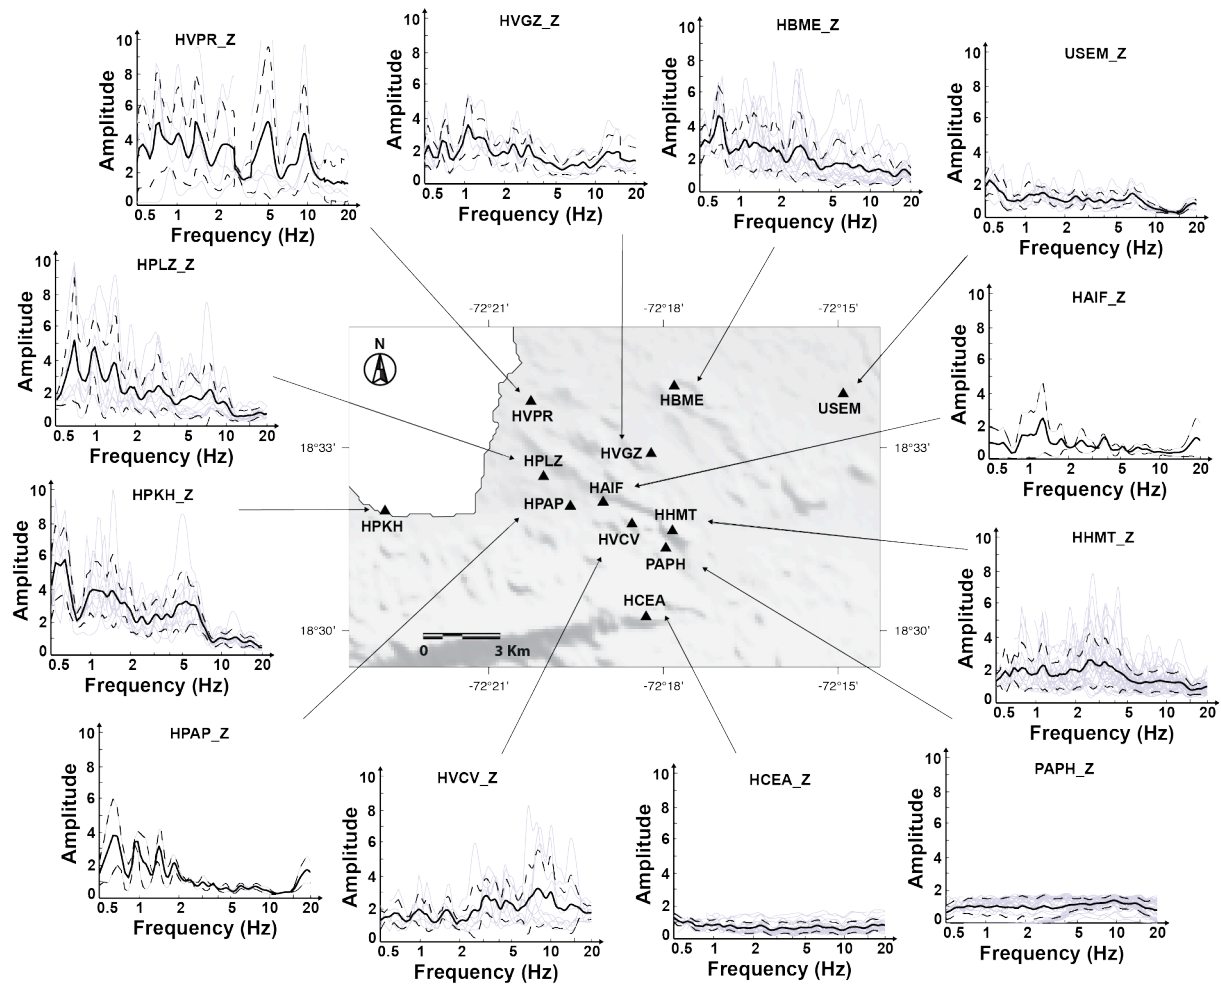 HVPR_Z
10
8
6
4
2
0
Amplitude
0.5 1 2 5 10 20
Frequency (Hz)
HVGZ_Z
10
8
6
4
2
0
Amplitude
0.5 1 2 5 10 20
Frequency (Hz)
HBME_Z
10
8
6
4
2
0
Amplitude
0.5 1 2 5 10 20
Frequency (Hz)
USEM_Z
10
8
6
4
2
0
Amplitude
0.5 1 2 5 10 20
Frequency (Hz)
HPLZ_Z
10
8
6
4
2
0
Amplitude
0.5 1 2 5 10 20
Frequency (Hz)
HAIF_Z
10
8
6
4
2
0
Amplitude
0.5 1 2 5 10 20
Frequency (Hz)
-72°21' -72°18' -72°15'
N
HVPR
HBME
USEM
18°33' 18°33'
HVGZ
HPLZ
HAIF
HPAP
HPKH
HHMT
HVCV
PAPH
HCEA
18°30' 18°30'
0 3 Km
-72°21' -72°18' -72°15'
HPKH_Z
10
8
6
4
2
0
Amplitude
0.5 1 2 5 10 20
Frequency (Hz)
HHMT_Z
10
8
6
4
2
0
Amplitude
0.5 1 2 5 10 20
Frequency (Hz)
HPAP_Z
10
8
6
4
2
0
Amplitude
0.5 1 2 5 10 20
Frequency (Hz)
HVCV_Z
10
8
6
4
2
0
Amplitude
0.5 1 2 5 10 20
Frequency (Hz)
HCEA_Z
10
8
6
4
2
0
Amplitude
0.5 1 2 5 10 20
Frequency (Hz)
PAPH_Z
10
8
6
4
2
0
Amplitude
0.5 1 2 5 10 20
Frequency (Hz)